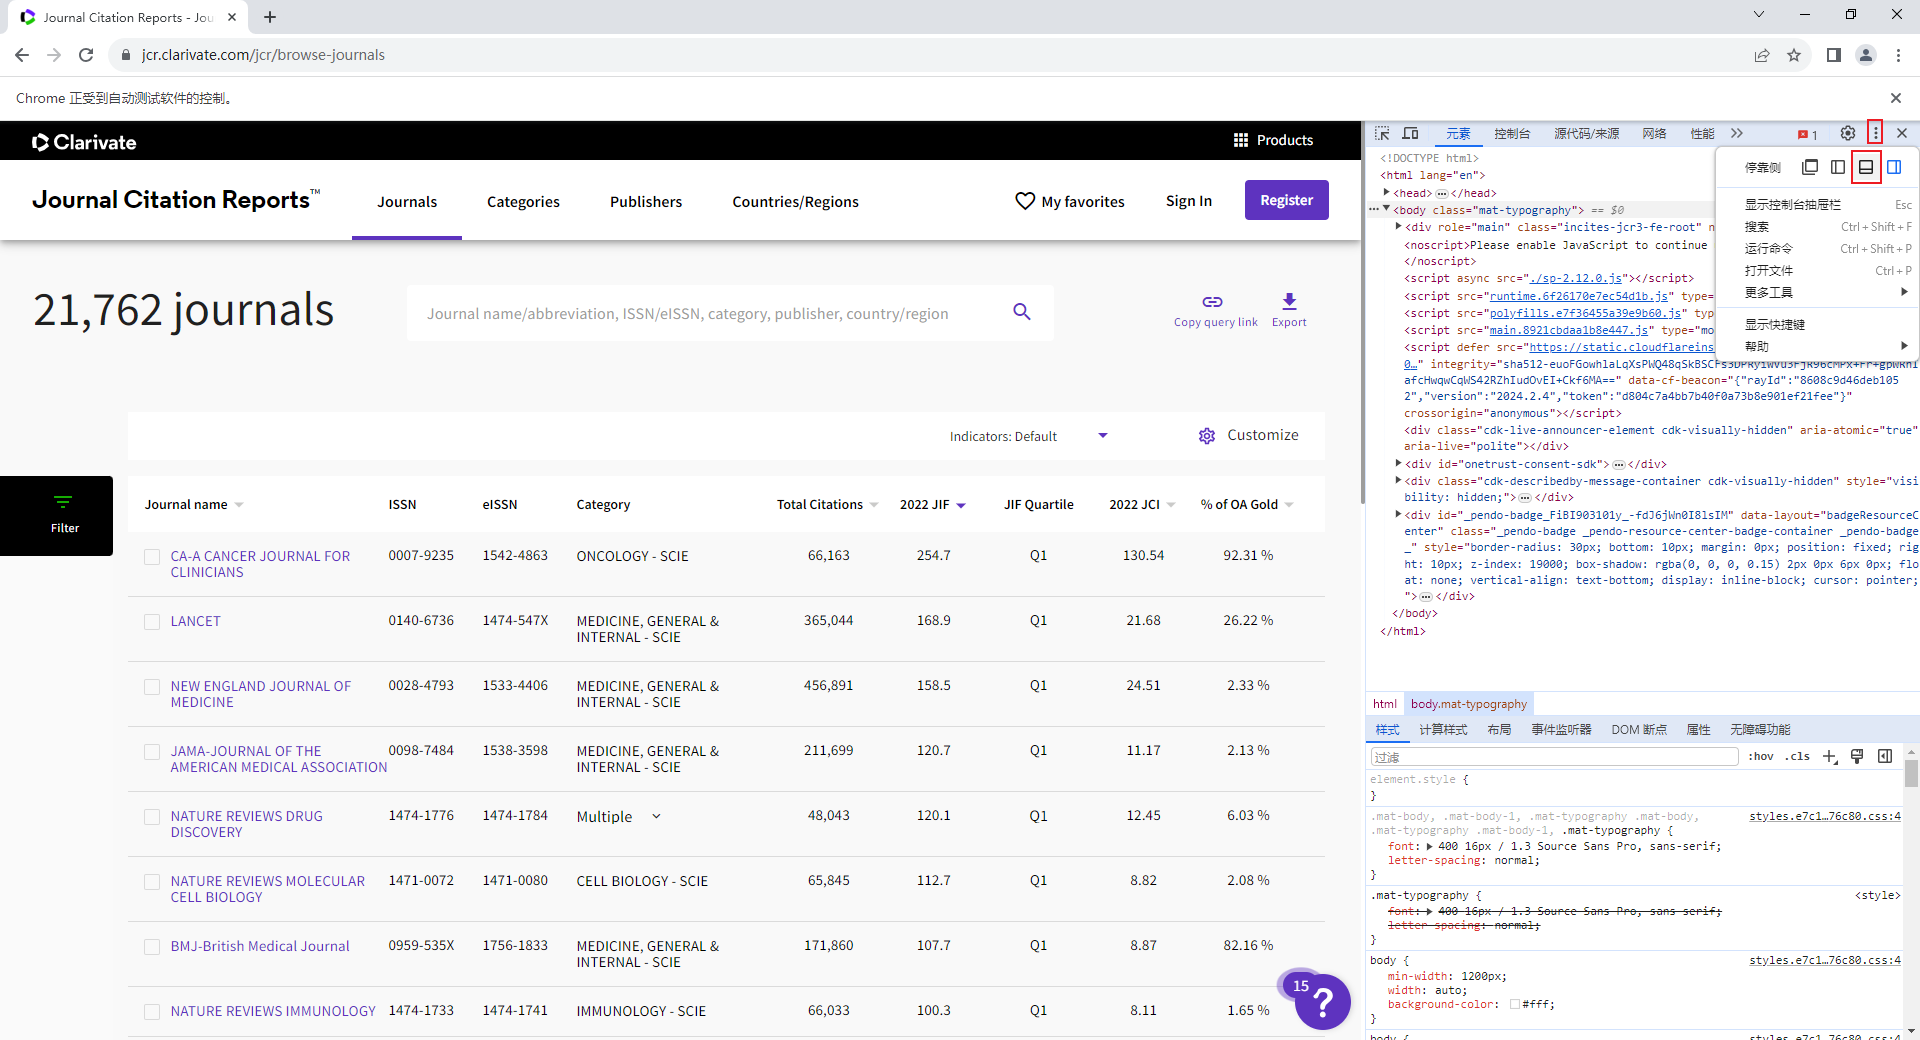 Journal Citation Reports - Jou
jcr.clarivate.com/jcr/browse-journals
Chrome 正受到自动测试软件的控制。
Clarivate
Products
Journal Citation Reports™
Journals
Categories
Publishers
Countries/Regions
My favorites
Sign In
Register
21,762 journals
Journal name/abbreviation, ISSN/eISSN, category, publisher, country/region
Copy query link
Export
Indicators: Default
Customize
Filter
Journal name ISSN eISSN Category Total Citations 2022 JIF JIF Quartile 2022 JCI % of OA Gold
CA-A CANCER JOURNAL FOR CLINICIANS 0007-9235 1542-4863 ONCOLOGY - SCIE 66,163 254.7 Q1 130.54 92.31 %
LANCET 0140-6736 1474-547X MEDICINE, GENERAL & INTERNAL - SCIE 365,044 168.9 Q1 21.68 26.22 %
NEW ENGLAND JOURNAL OF MEDICINE 0028-4793 1533-4406 MEDICINE, GENERAL & INTERNAL - SCIE 456,891 158.5 Q1 24.51 2.33 %
JAMA-JOURNAL OF THE AMERICAN MEDICAL ASSOCIATION 0098-7484 1538-3598 MEDICINE, GENERAL & INTERNAL - SCIE 211,699 120.7 Q1 11.17 2.13 %
NATURE REVIEWS DRUG DISCOVERY 1474-1776 1474-1784 Multiple 48,043 120.1 Q1 12.45 6.03 %
NATURE REVIEWS MOLECULAR CELL BIOLOGY 1471-0072 1471-0080 CELL BIOLOGY - SCIE 65,845 112.7 Q1 8.82 2.08 %
BMJ-British Medical Journal 0959-535X 1756-1833 MEDICINE, GENERAL & INTERNAL - SCIE 171,860 107.7 Q1 8.87 82.16 %
NATURE REVIEWS IMMUNOLOGY 1474-1733 1474-1741 IMMUNOLOGY - SCIE 66,033 100.3 Q1 8.11 1.65 %
15
?
元素 控制台 源代码/来源 网络 性能 1
停靠侧
显示控制台抽屉栏 Esc
搜索 Ctrl + Shift + F
运行命令 Ctrl + Shift + P
打开文件 Ctrl + P
更多工具
显示快捷键
帮助
<!DOCTYPE html>
<html lang="en">
<head> … </head>
<body class="mat-typography"> == $0
<div role="main" class="incites-jcr3-fe-root" n
<noscript>Please enable JavaScript to continue
</noscript>
<script async src="./sp-2.12.0.js"></script>
<script src="runtime.6f26170e7ec54d1b.js" type=
<script src="polyfills.e7f36455a39e9b60.js" typ
<script src="main.8921cbdaa1b8e447.js" type="mo
<script defer src="https://static.cloudflareins
0…" integrity="sha512-
afcHwqwCqWS42RZhIudOvEI+Ckf6MA==" data-cf-beacon="{"rayId":"8608c9d46deb105
2","version":"2024.2.4","token":"d804c7a4bb7b40f0a73b8e901ef21fee"}"
crossorigin="anonymous"></script>
<div class="cdk-live-announcer-element cdk-visually-hidden" aria-atomic="true"
aria-live="polite"></div>
<div id="onetrust-consent-sdk"> … </div>
<div class="cdk-describedby-message-container cdk-visually-hidden" style="visi
bility: hidden;"> … </div>
<div id="_pendo-badge_FiBI903101y_-fdJ6jWn0I8lsIM" data-layout="badgeResourceC
enter" class="_pendo-badge _pendo-resource-center-badge-container _pendo-badge
_" style="border-radius: 30px; bottom: 10px; margin: 0px; position: fixed; rig
ht: 10px; z-index: 19000; box-shadow: rgba(0, 0, 0, 0.15) 2px 0px 6px 0px; flo
at: none; vertical-align: text-bottom; display: inline-block; cursor: pointer;
"> … </div>
</body>
</html>
html body.mat-typography
样式 计算样式 布局 事件监听器 DOM 断点 属性 无障碍功能
过滤 :hov .cls
element.style {
}
.mat-body, .mat-body-1, .mat-typography .mat-body, styles.e7c1…76c80.css:4
.mat-typography .mat-body-1, .mat-typography {
font: 400 16px / 1.3 Source Sans Pro, sans-serif;
letter-spacing: normal;
}
.mat-typography { <style>
font: 400 16px / 1.3 Source Sans Pro, sans-serif;
letter-spacing: normal;
}
body { styles.e7c1…76c80.css:4
min-width: 1200px;
width: auto;
background-color: #fff;
}
body { styles.e7c1…76c80.css:4